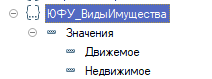 ЮФУ_ВидыИмущества
Значения
Движемое
Недвижимое